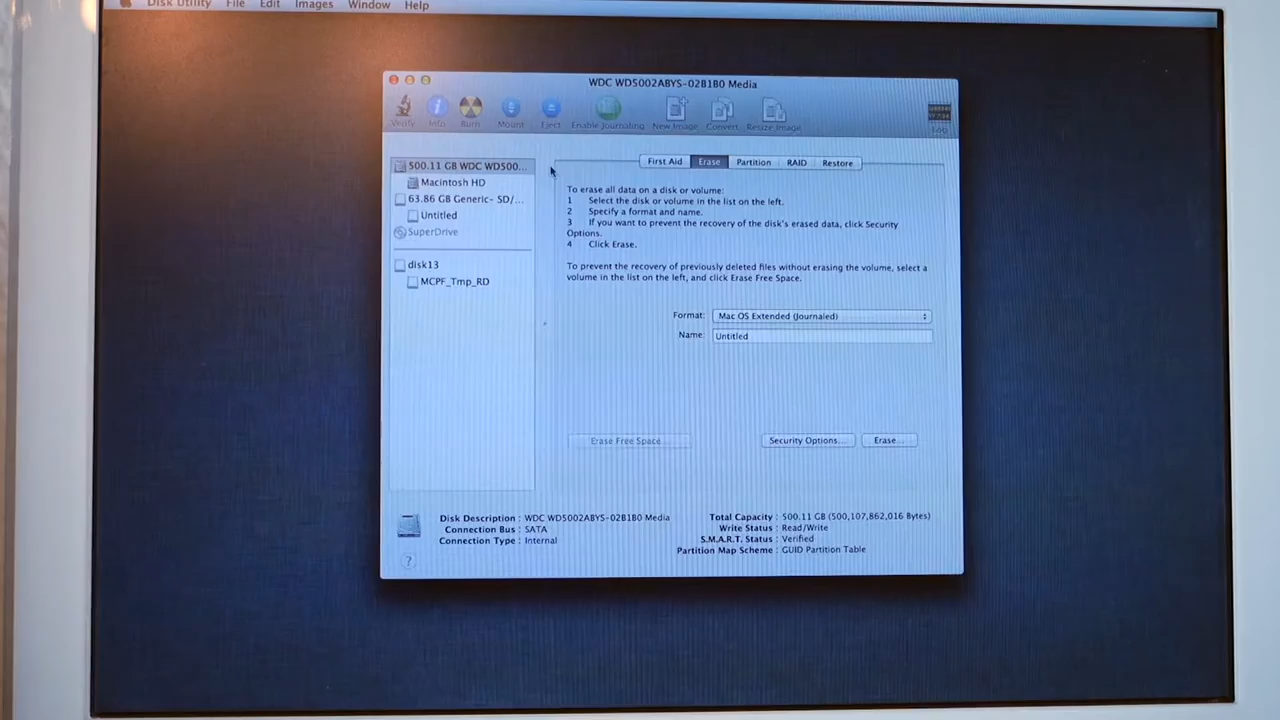 Disk Utility File Edit Images Window Help
WDC WD5002ABYS-02B1B0 Media
Verify Info Burn Mount Eject Enable Journaling New Image Convert Resize Image Log
500.11 GB WDC WD500...
Macintosh HD
63.86 GB Generic- SD/...
Untitled
SuperDrive
disk13
MCPF_Tmp_RD
First Aid Erase Partition RAID Restore
To erase all data on a disk or volume:
1 Select the disk or volume in the list on the left.
2 Specify a format and name.
3 If you want to prevent the recovery of the disk's erased data, click Security
Options.
4 Click Erase.
To prevent the recovery of previously deleted files without erasing the volume, select a
volume in the list on the left, and click Erase Free Space.
Format: Mac OS Extended (Journaled)
Name: Untitled
Erase Free Space... Security Options... Erase...
Disk Description : WDC WD5002ABYS-02B1B0 Media
Connection Bus : SATA
Connection Type : Internal
Total Capacity : 500.11 GB (500,107,862,016 Bytes)
Write Status : Read/Write
S.M.A.R.T. Status : Verified
Partition Map Scheme : GUID Partition Table
?